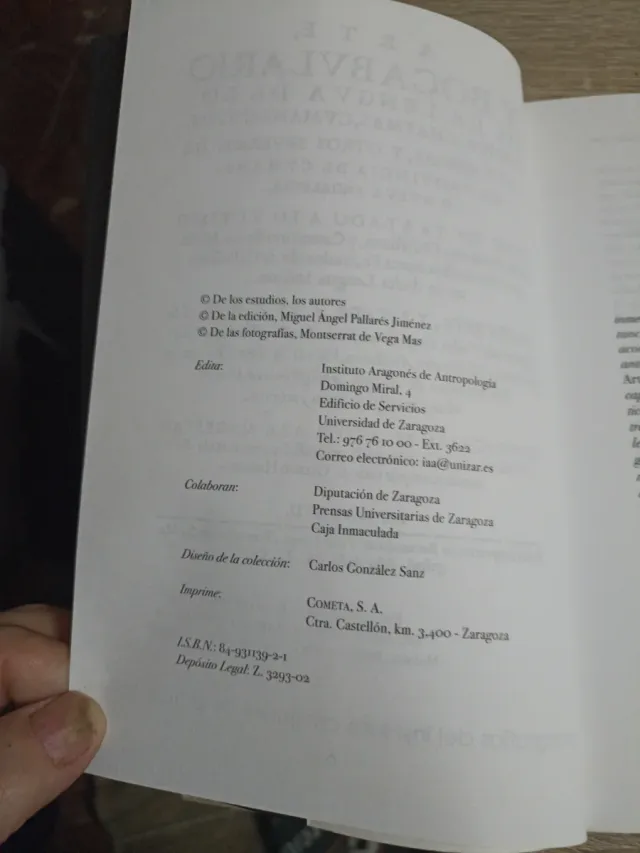 © De los estudios, los autores
© De la edición, Miguel Ángel Pallarés Jiménez
© De las fotografías, Montserrat de Vega Mas
Edita: Instituto Aragonés de Antropología
Domingo Miral, 4
Edificio de Servicios
Universidad de Zaragoza
Tel.: 976 76 10 00 - Ext. 3622
Correo electrónico: iaa@unizar.es
Colaboran: Diputación de Zaragoza
Prensas Universitarias de Zaragoza
Caja Inmaculada
Diseño de la colección: Carlos González Sanz
Imprime: COMETA, S. A.
Ctra. Castellón, km. 3,400 - Zaragoza
I.S.B.N.: 84-931139-2-1
Depósito Legal: Z. 3293-02